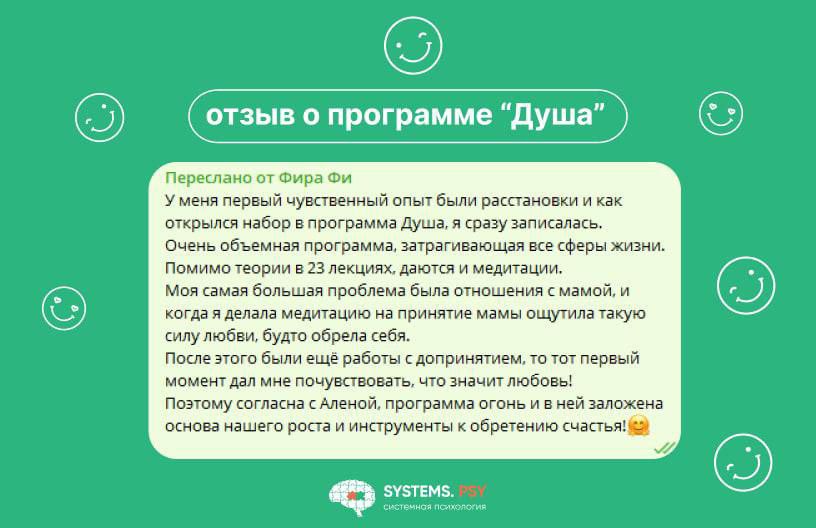 отзыв о программе “Душа”
Переслано от Фира Фи
У меня первый чувственный опыт были расстановки и как
открылся набор в программа Душа, я сразу записалась.
Очень объемная программа, затрагивающая все сферы жизни.
Помимо теории в 23 лекциях, даются и медитации.
Моя самая большая проблема была отношения с мамой, и
когда я делала медитацию на принятие мамы ощутила такую
силу любви, будто обрела себя.
После этого были ещё работы с допринятием, то тот первый
момент дал мне почувствовать, что значит любовь!
Поэтому согласна с Аленой, программа огонь и в ней заложена
основа нашего роста и инструменты к обретению счастья!🤗
SYSTEMS. PSY
системная психология